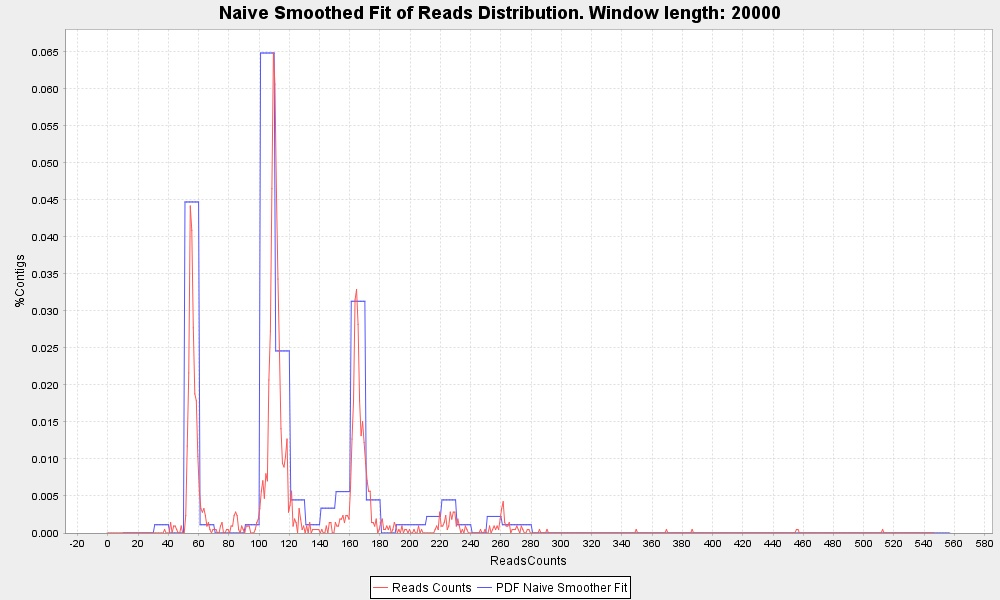 Naive Smoothed Fit of Reads Distribution. Window length: 20000
%Contigs
0.065
0.060
0.055
0.050
0.045
0.040
0.035
0.030
0.025
0.020
0.015
0.010
0.005
0.000
-20 0 20 40 60 80 100 120 140 160 180 200 220 240 260 280 300 320 340 360 380 400 420 440 460 480 500 520 540 560 580
ReadsCounts
Reads Counts PDF Naive Smoother Fit